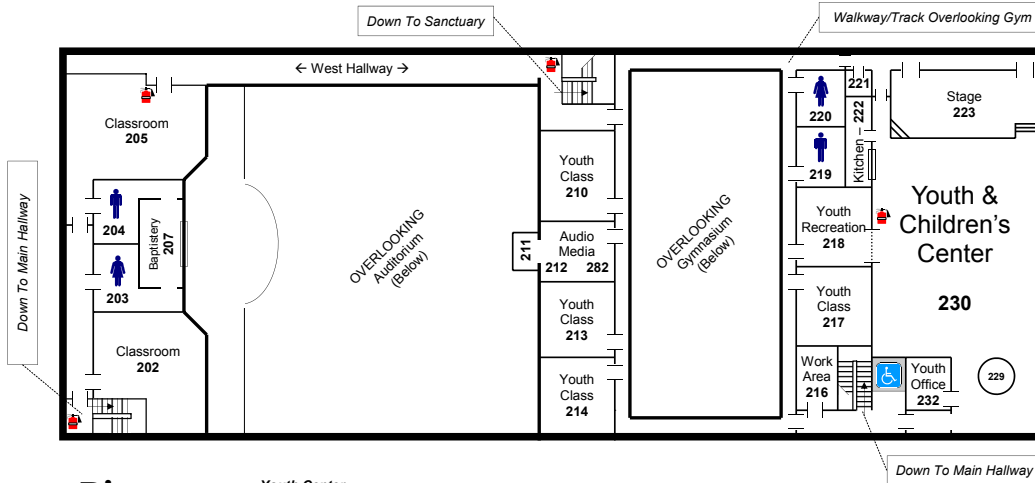 Down To Sanctuary
Walkway/Track Overlooking Gym
← West Hallway →
Classroom
205
204
203
Baptistery
207
Classroom
202
Down To Main Hallway
OVERLOOKING
Auditorium
(Below)
Youth
Class
210
211
Audio
Media
212 282
Youth
Class
213
Youth
Class
214
OVERLOOKING
Gymnasium
(Below)
220
221
219
Kitchen – 222
Stage
223
Youth
Recreation
218
Youth &
Children's
Center
230
Youth
Class
217
Work
Area
216
Youth
Office
232
229
Down To Main Hallway
Youth Center